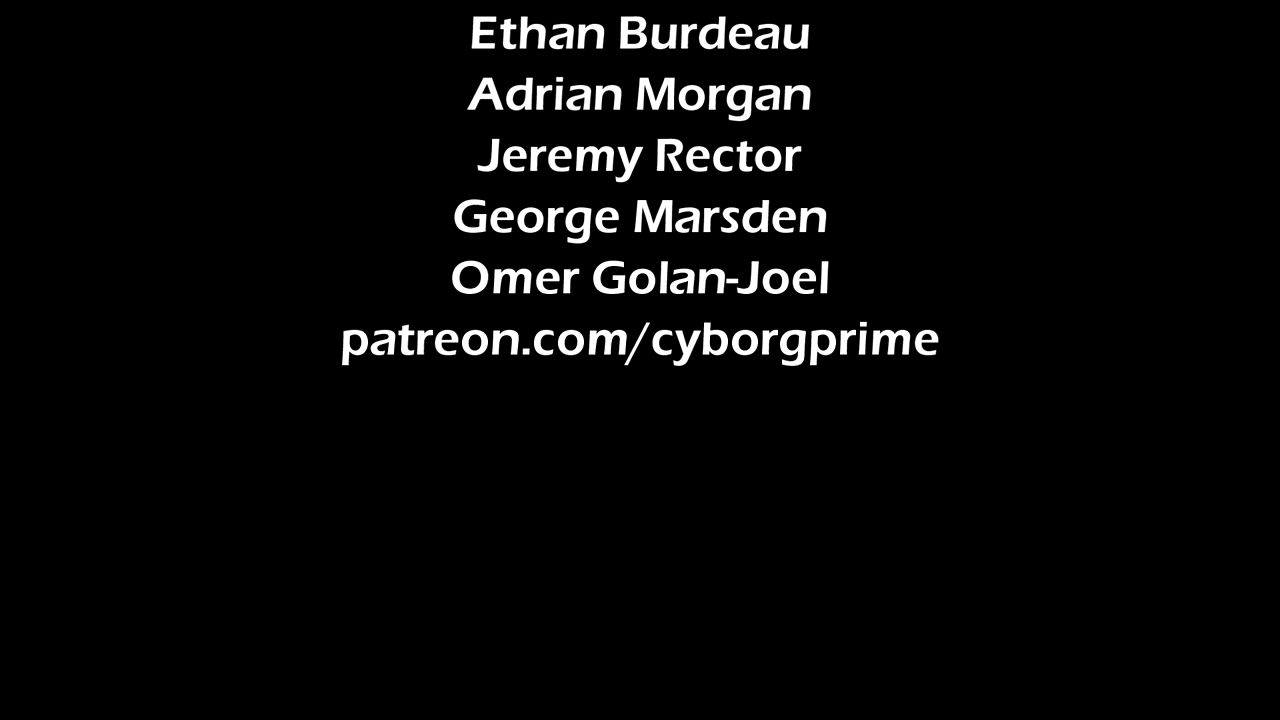 Ethan Burdeau
Adrian Morgan
Jeremy Rector
George Marsden
Omer Golan-Joel
patreon.com/cyborgprime